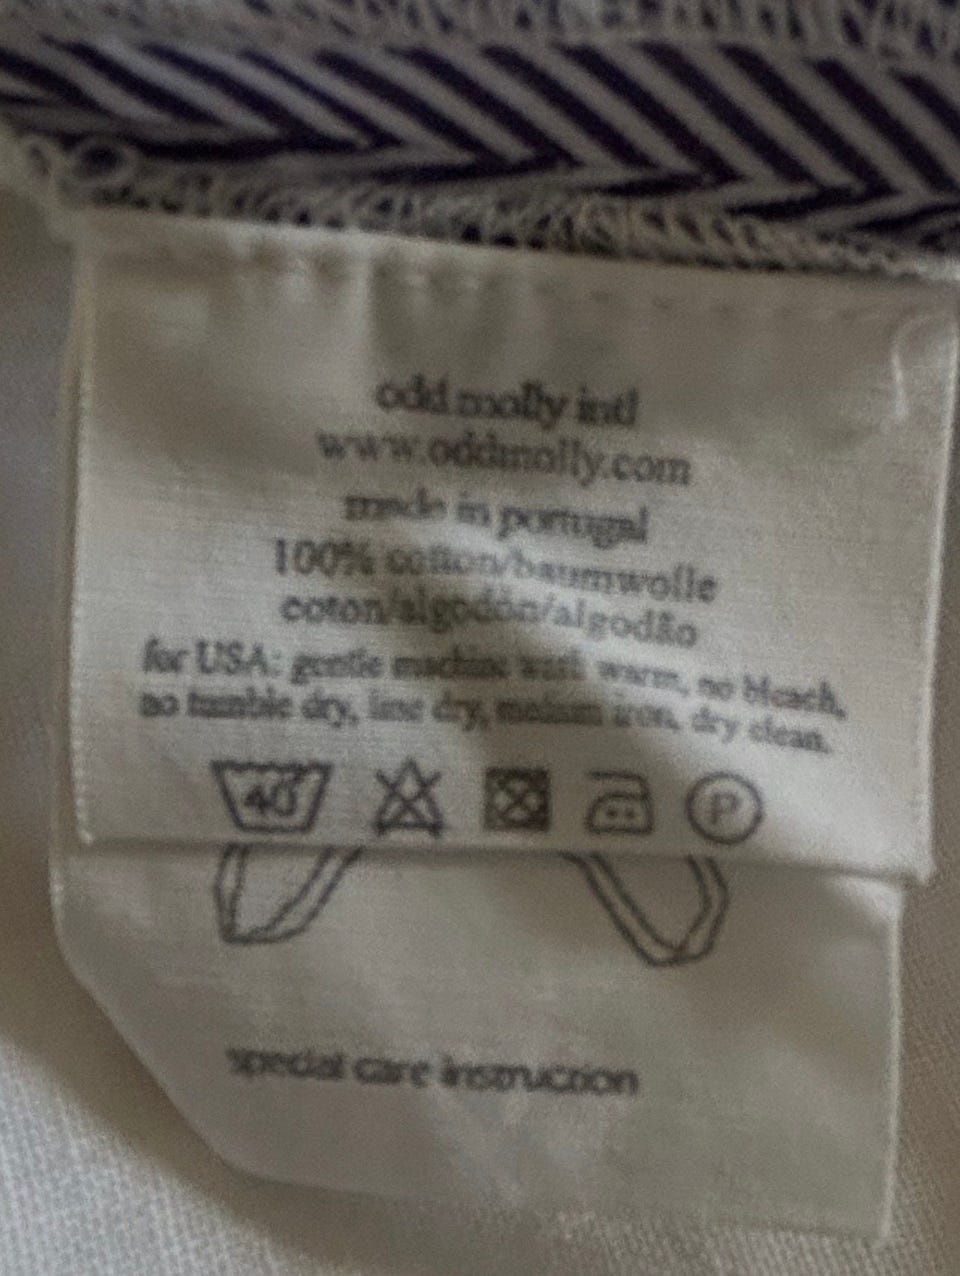 odd molly intl
www.oddmolly.com
made in portugal
100% cotton/baumwolle
coton/algodón/algodão
for USA: gentle machine wash warm, no bleach,
no tumble dry, line dry, medium iron, dry clean.
40 P
special care instruction